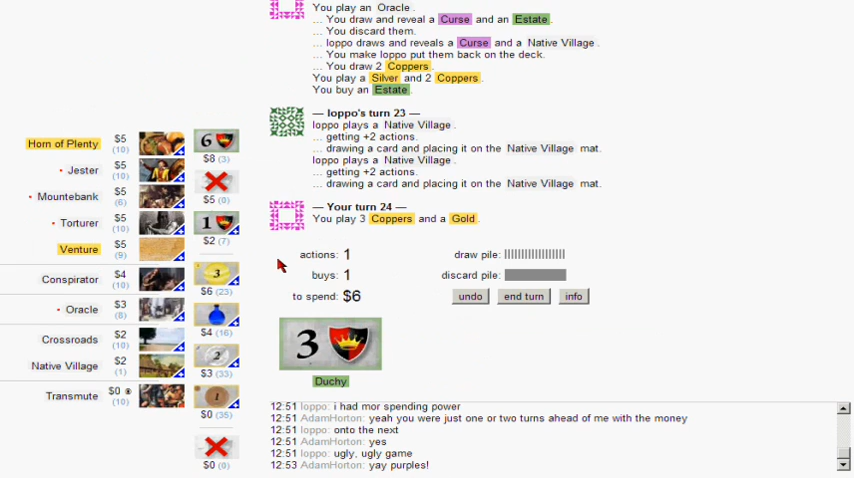 You play an Oracle.
... You draw and reveal a Curse and an Estate.
... You discard them.
... loppo draws and reveals a Curse and a Native Village.
... You make loppo put them back on the deck.
... You draw 2 Coppers.
You play a Silver and 2 Coppers.
You buy an Estate.
— loppo's turn 23 —
loppo plays a Native Village.
... getting +2 actions.
... drawing a card and placing it on the Native Village mat.
loppo plays a Native Village.
... getting +2 actions.
... drawing a card and placing it on the Native Village mat.
— Your turn 24 —
You play 3 Coppers and a Gold.
Horn of Plenty $5 (10)
Jester $5 (10)
Mountebank $5 (6)
Torturer $5 (10)
Venture $5 (9)
Conspirator $4 (10)
Oracle $3 (8)
Crossroads $2 (10)
Native Village $2 (1)
Transmute $0 (10)
6
$8 (3)
$5 (0)
1
$2 (7)
3
$6 (23)
$4 (16)
2
$3 (33)
1
$0 (35)
$0 (0)
actions: 1
buys: 1
to spend: $6
draw pile:
discard pile:
undo end turn info
3
Duchy
12:51 loppo: i had mor spending power
12:51 AdamHorton: yeah you were just one or two turns ahead of me with the money
12:51 loppo: onto the next
12:51 AdamHorton: yes
12:51 loppo: ugly, ugly game
12:53 AdamHorton: yay purples!